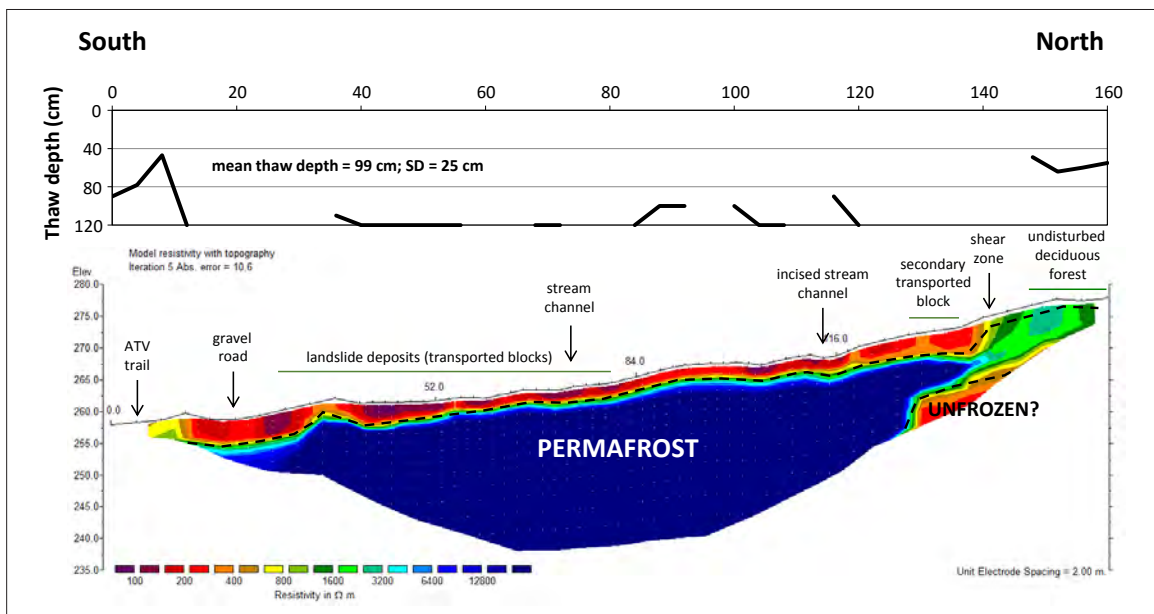 South
North
0 20 40 60 80 100 120 140 160
Thaw depth (cm)
0
40
80
120
mean thaw depth = 99 cm; SD = 25 cm
Model resistivity with topography
Iteration 5 Abs. error = 10.6
Elev
280.0
275.0
270.0
265.0
260.0
255.0
250.0
245.0
240.0
235.0
ATV
trail
gravel
road
landslide deposits (transported blocks)
stream
channel
incised stream
channel
secondary
transported
block
shear
zone
undisturbed
deciduous
forest
0.0
52.0
84.0
116.0
PERMAFROST
UNFROZEN?
100 200 400 800 1600 3200 6400 12800
Resistivity in Ω m
Unit Electrode Spacing = 2.00 m.